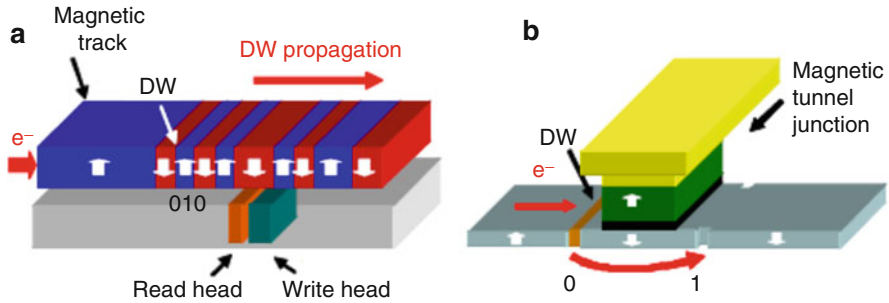 a
Magnetic
track
DW
DW propagation
e⁻
010
Read head
Write head
b
Magnetic
tunnel
junction
DW
e⁻
0
1